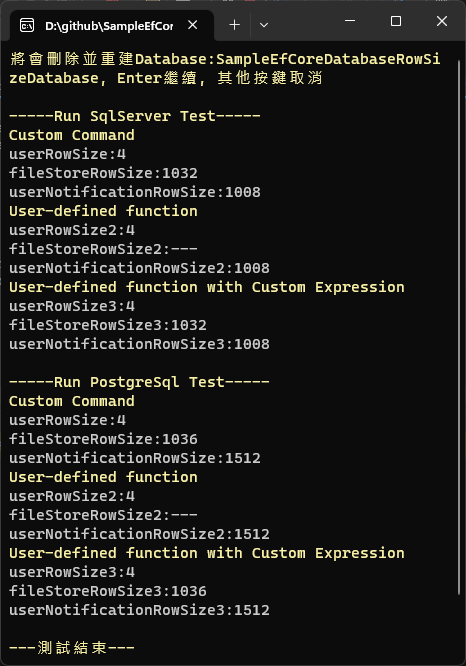 D:\github\SampleEfCor
將會刪除並重建Database:SampleEfCoreDatabaseRowSi
zeDatabase, Enter繼續, 其他按鍵取消
-----Run SqlServer Test-----
Custom Command
userRowSize:4
fileStoreRowSize:1032
userNotificationRowSize:1008
User-defined function
userRowSize2:4
fileStoreRowSize2:---
userNotificationRowSize2:1008
User-defined function with Custom Expression
userRowSize3:4
fileStoreRowSize3:1032
userNotificationRowSize3:1008
-----Run PostgreSql Test-----
Custom Command
userRowSize:4
fileStoreRowSize:1036
userNotificationRowSize:1512
User-defined function
userRowSize2:4
fileStoreRowSize2:---
userNotificationRowSize2:1512
User-defined function with Custom Expression
userRowSize3:4
fileStoreRowSize3:1036
userNotificationRowSize3:1512
---測試結束---